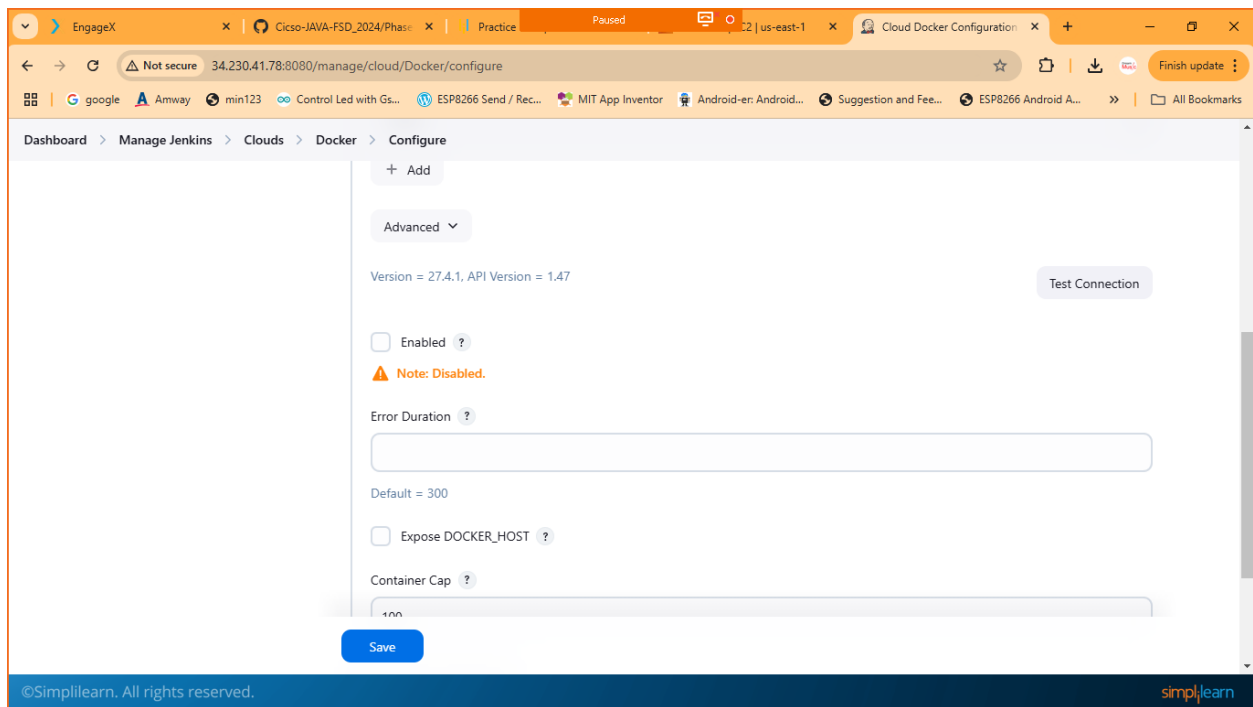 Paused
EngageX
Cicso-JAVA-FSD_2024/Phase
Practice
C2 | us-east-1
Cloud Docker Configuration
Not secure
34.230.41.78:8080/manage/cloud/Docker/configure
Finish update
google
Amway
min123
Control Led with Gs...
ESP8266 Send / Rec...
MIT App Inventor
Android-er: Android...
Suggestion and Fee...
ESP8266 Android A...
»
All Bookmarks
Dashboard > Manage Jenkins > Clouds > Docker > Configure
+ Add
Advanced
Version = 27.4.1, API Version = 1.47
Test Connection
Enabled ?
Note: Disabled.
Error Duration ?
Default = 300
Expose DOCKER_HOST ?
Container Cap ?
100
Save
©Simplilearn. All rights reserved.
simplilearn